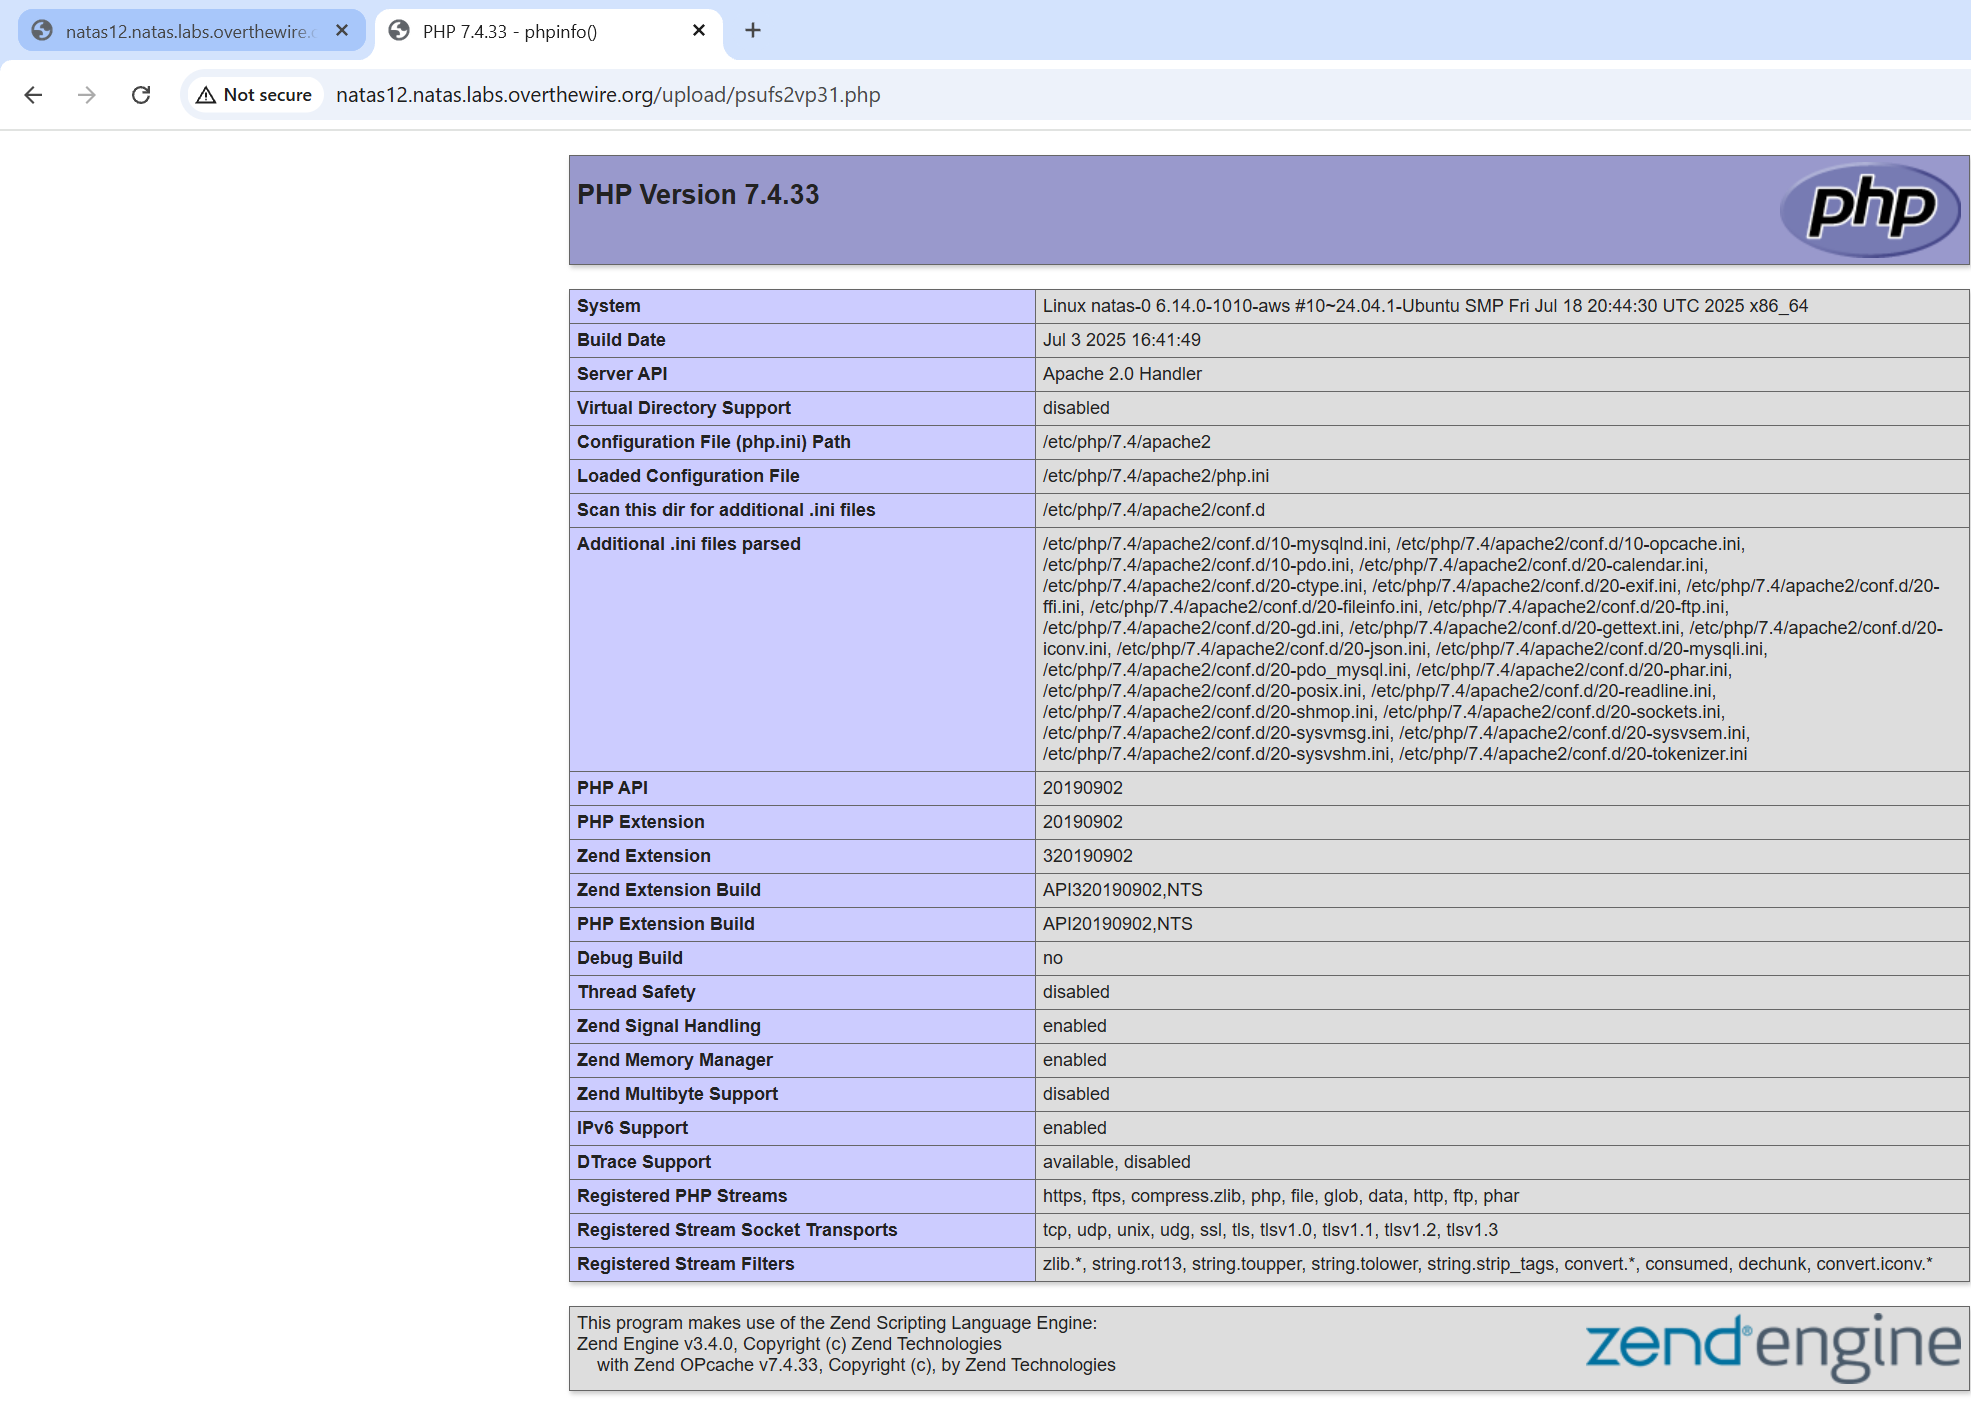 natas12.natas.labs.overthewire.
PHP 7.4.33 - phpinfo()
Not secure
natas12.natas.labs.overthewire.org/upload/psufs2vp31.php
PHP Version 7.4.33
php
System Linux natas-0 6.14.0-1010-aws #10~24.04.1-Ubuntu SMP Fri Jul 18 20:44:30 UTC 2025 x86_64
Build Date Jul 3 2025 16:41:49
Server API Apache 2.0 Handler
Virtual Directory Support disabled
Configuration File (php.ini) Path /etc/php/7.4/apache2
Loaded Configuration File /etc/php/7.4/apache2/php.ini
Scan this dir for additional .ini files /etc/php/7.4/apache2/conf.d
Additional .ini files parsed /etc/php/7.4/apache2/conf.d/10-mysqlnd.ini, /etc/php/7.4/apache2/conf.d/10-opcache.ini,
/etc/php/7.4/apache2/conf.d/10-pdo.ini, /etc/php/7.4/apache2/conf.d/20-calendar.ini,
/etc/php/7.4/apache2/conf.d/20-ctype.ini, /etc/php/7.4/apache2/conf.d/20-exif.ini, /etc/php/7.4/apache2/conf.d/20-
ffi.ini, /etc/php/7.4/apache2/conf.d/20-fileinfo.ini, /etc/php/7.4/apache2/conf.d/20-ftp.ini,
/etc/php/7.4/apache2/conf.d/20-gd.ini, /etc/php/7.4/apache2/conf.d/20-gettext.ini, /etc/php/7.4/apache2/conf.d/20-
iconv.ini, /etc/php/7.4/apache2/conf.d/20-json.ini, /etc/php/7.4/apache2/conf.d/20-mysqli.ini,
/etc/php/7.4/apache2/conf.d/20-pdo_mysql.ini, /etc/php/7.4/apache2/conf.d/20-phar.ini,
/etc/php/7.4/apache2/conf.d/20-posix.ini, /etc/php/7.4/apache2/conf.d/20-readline.ini,
/etc/php/7.4/apache2/conf.d/20-shmop.ini, /etc/php/7.4/apache2/conf.d/20-sockets.ini,
/etc/php/7.4/apache2/conf.d/20-sysvmsg.ini, /etc/php/7.4/apache2/conf.d/20-sysvsem.ini,
/etc/php/7.4/apache2/conf.d/20-sysvshm.ini, /etc/php/7.4/apache2/conf.d/20-tokenizer.ini
PHP API 20190902
PHP Extension 20190902
Zend Extension 320190902
Zend Extension Build API320190902,NTS
PHP Extension Build API20190902,NTS
Debug Build no
Thread Safety disabled
Zend Signal Handling enabled
Zend Memory Manager enabled
Zend Multibyte Support disabled
IPv6 Support enabled
DTrace Support available, disabled
Registered PHP Streams https, ftps, compress.zlib, php, file, glob, data, http, ftp, phar
Registered Stream Socket Transports tcp, udp, unix, udg, ssl, tls, tlsv1.0, tlsv1.1, tlsv1.2, tlsv1.3
Registered Stream Filters zlib.*, string.rot13, string.toupper, string.tolower, string.strip_tags, convert.*, consumed, dechunk, convert.iconv.*
This program makes use of the Zend Scripting Language Engine:
Zend Engine v3.4.0, Copyright (c) Zend Technologies
with Zend OPcache v7.4.33, Copyright (c), by Zend Technologies
zend® engine